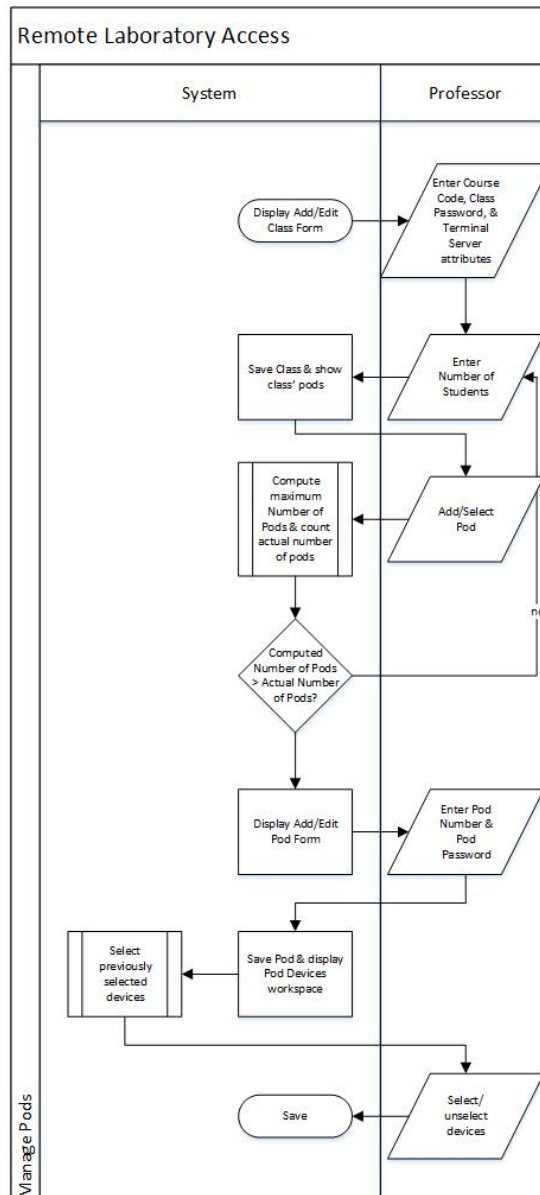 Remote Laboratory Access
System
Professor
Display Add/Edit
Class Form
Enter Course
Code, Class
Password, &
Terminal
Server
attributes
Save Class & show
class' pods
Enter
Number of
Students
Compute
maximum
Number of
Pods & count
actual number
of pods
Add/Select
Pod
no
Computed
Number of Pods
> Actual Number
of Pods?
Display Add/Edit
Pod Form
Enter Pod
Number &
Pod
Password
Select
previously
selected
devices
Save Pod & display
Pod Devices
workspace
Save
Select/
unselect
devices
Manage Pods